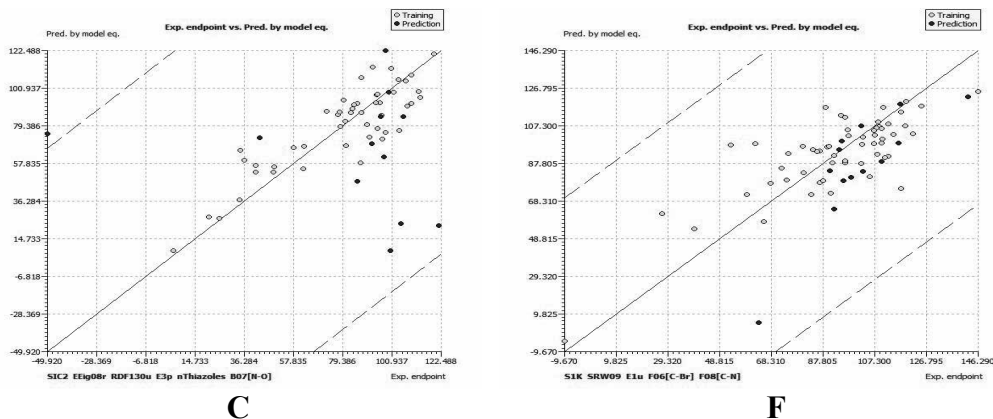 Exp. endpoint vs. Pred. by model eq.
Training
Prediction
Pred. by model eq.
122.488
100.937
79.386
57.835
36.284
14.733
-6.818
-28.369
-49.920
-49.920 -28.369 -6.818 14.733 36.284 57.835 79.386 100.937 122.488
SIC2 EEig08r RDF130u E3p nThiazoles B07[N-O]
Exp. endpoint
C
Exp. endpoint vs. Pred. by model eq.
Training
Prediction
Pred. by model eq.
146.290
126.795
107.300
87.805
68.310
48.815
29.320
9.825
-9.670
-9.670 9.825 29.320 48.815 68.310 87.805 107.300 126.795 146.290
S1K SRW09 E1u F06[C-Br] F08[C-N]
Exp. endpoint
F